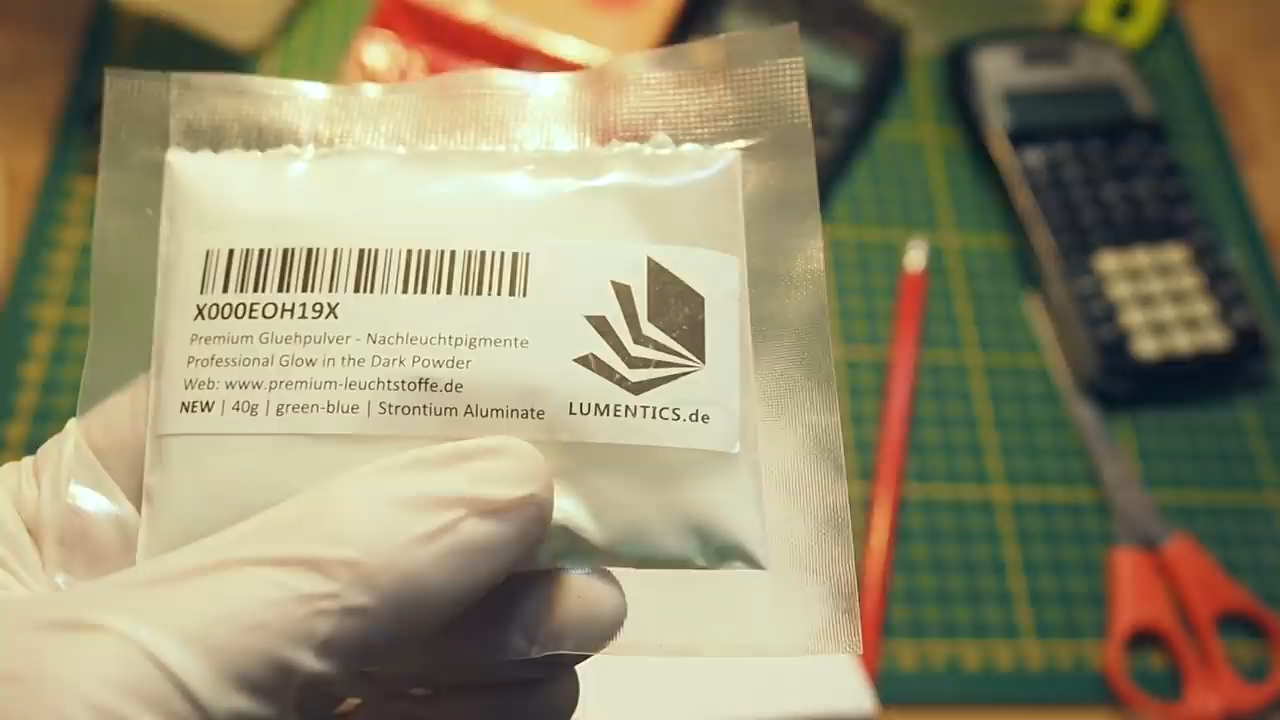 X000EOH19X
Premium Gluehpulver - Nachleuchtpigmente
Professional Glow in the Dark Powder
Web: www.premium-leuchtstoffe.de
NEW | 40g | green-blue | Strontium Aluminate
LUMENTICS.de